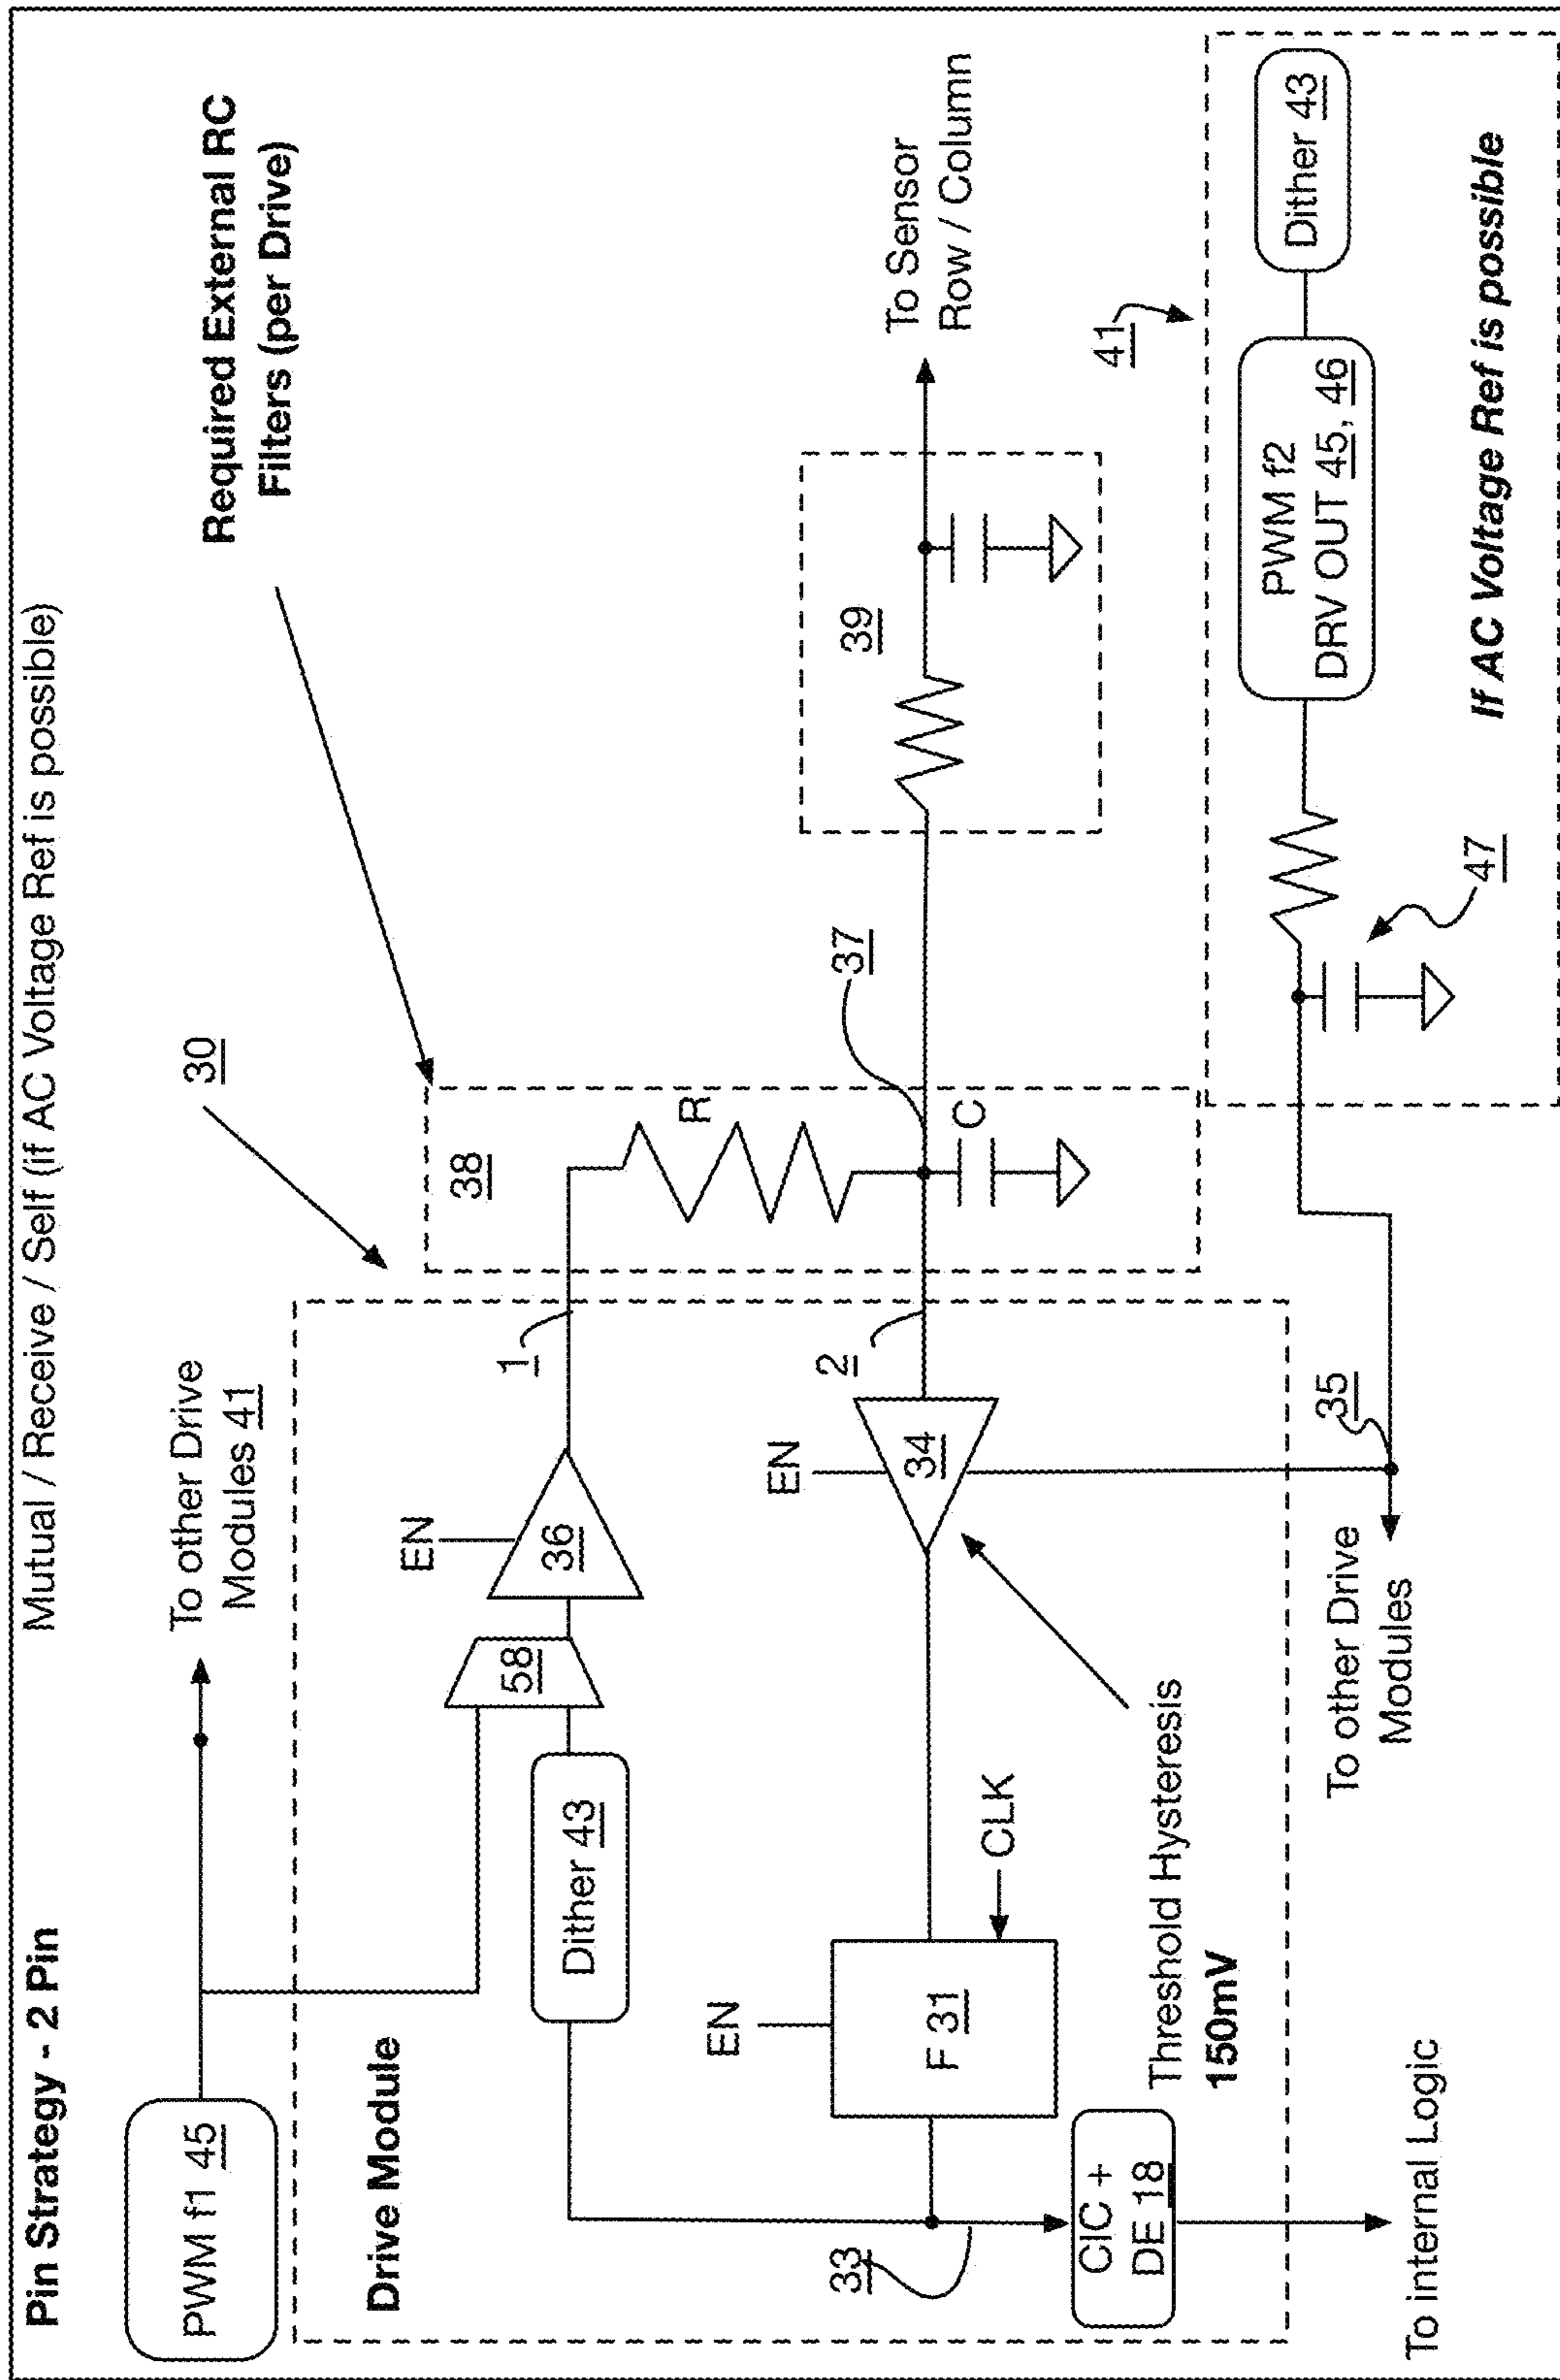 Pin Strategy - 2 Pin
Mutual / Receive / Self (if AC Voltage Ref is possible)
PWM f1 45
To other Drive
Modules 41
30
Required External RC
Filters (per Drive)
Drive Module
EN
36
58
Dither 43
1
38
R
37
C
39
To Sensor
Row / Column
EN
F 31
CLK
EN
34
2
33
CIC +
DE 18
Threshold Hysteresis
150mV
To internal Logic
To other Drive
Modules
35
41
47
PWM f2
DRV OUT 45, 46
Dither 43
If AC Voltage Ref is possible